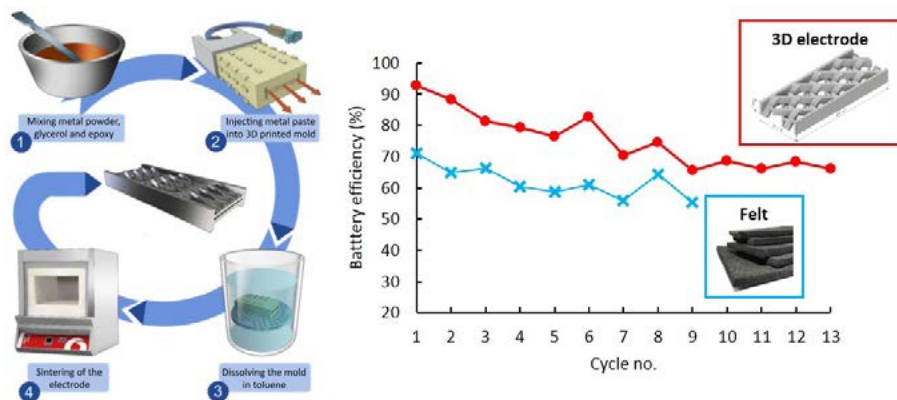 1
Mixing metal powder,
glycerol and epoxy
2
Injecting metal paste
into 3D printed mold
4
Sintering of the
electrode
3
Dissolving the mold
in toluene
Batttery efficiency (%)
100
90
80
70
60
50
40
30
20
1 2 3 4 5 6 7 8 9 10 11 12 13
Cycle no.
3D electrode
Felt